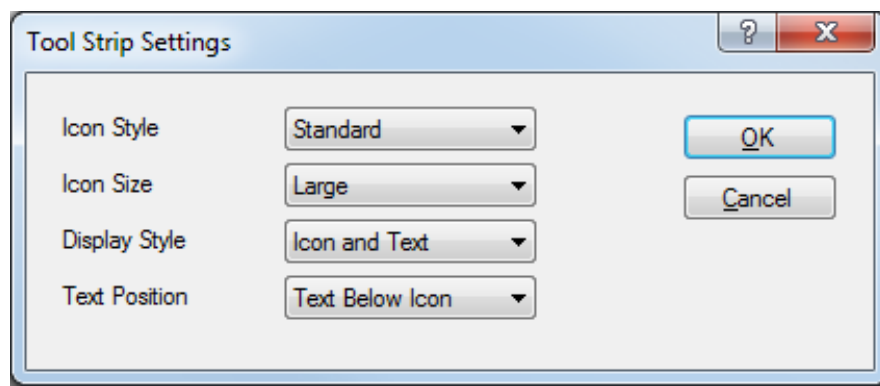 Tool Strip Settings
?
X
Icon Style
Standard
OK
Icon Size
Large
Cancel
Display Style
Icon and Text
Text Position
Text Below Icon